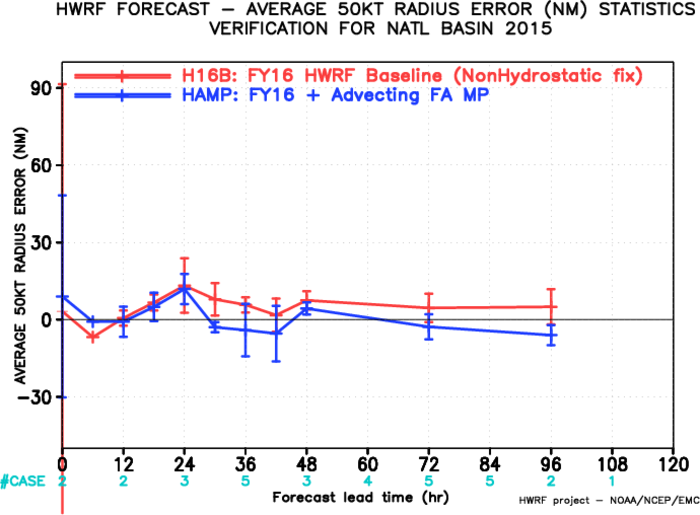 HWRF FORECAST – AVERAGE 50KT RADIUS ERROR (NM) STATISTICS
VERIFICATION FOR NATL BASIN 2015
H16B: FY16 HWRF Baseline (NonHydrostatic fix)
HAMP: FY16 + Advecting FA MP
AVERAGE 50KT RADIUS ERROR (NM)
90
60
30
0
−30
0 12 24 36 48 60 72 84 96 108 120
#CASE 2 2 3 5 3 4 5 5 2 1
Forecast lead time (hr)
HWRF project – NOAA/NCEP/EMC